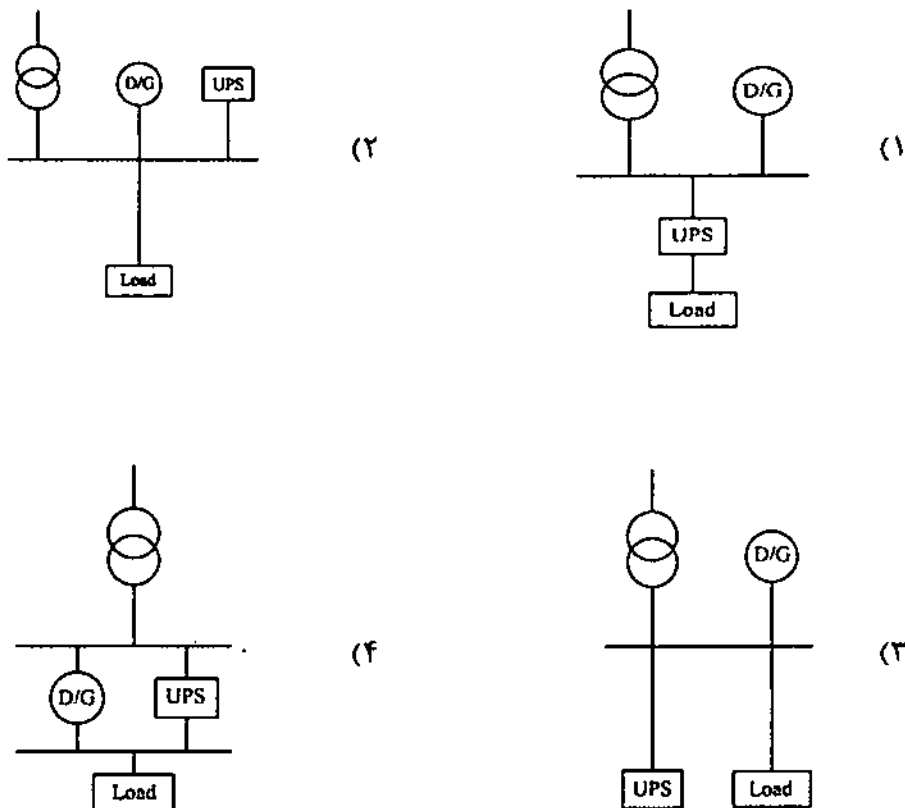 (۱
D/G
UPS
Load
(۲
D/G
UPS
Load
(۳
D/G
UPS
Load
(۴
D/G
UPS
Load